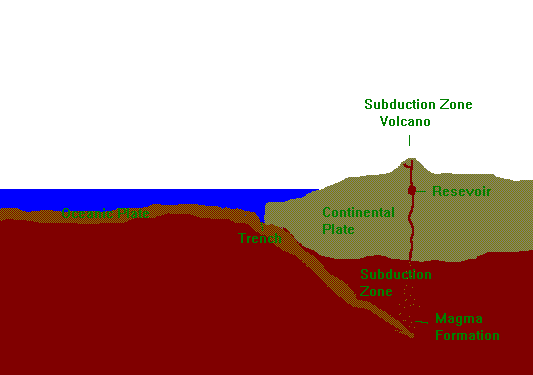 Subduction Zone
Volcano
Resevoir
Continental
Plate
Oceanic Plate
Trench
Subduction
Zone
Magma
Formation